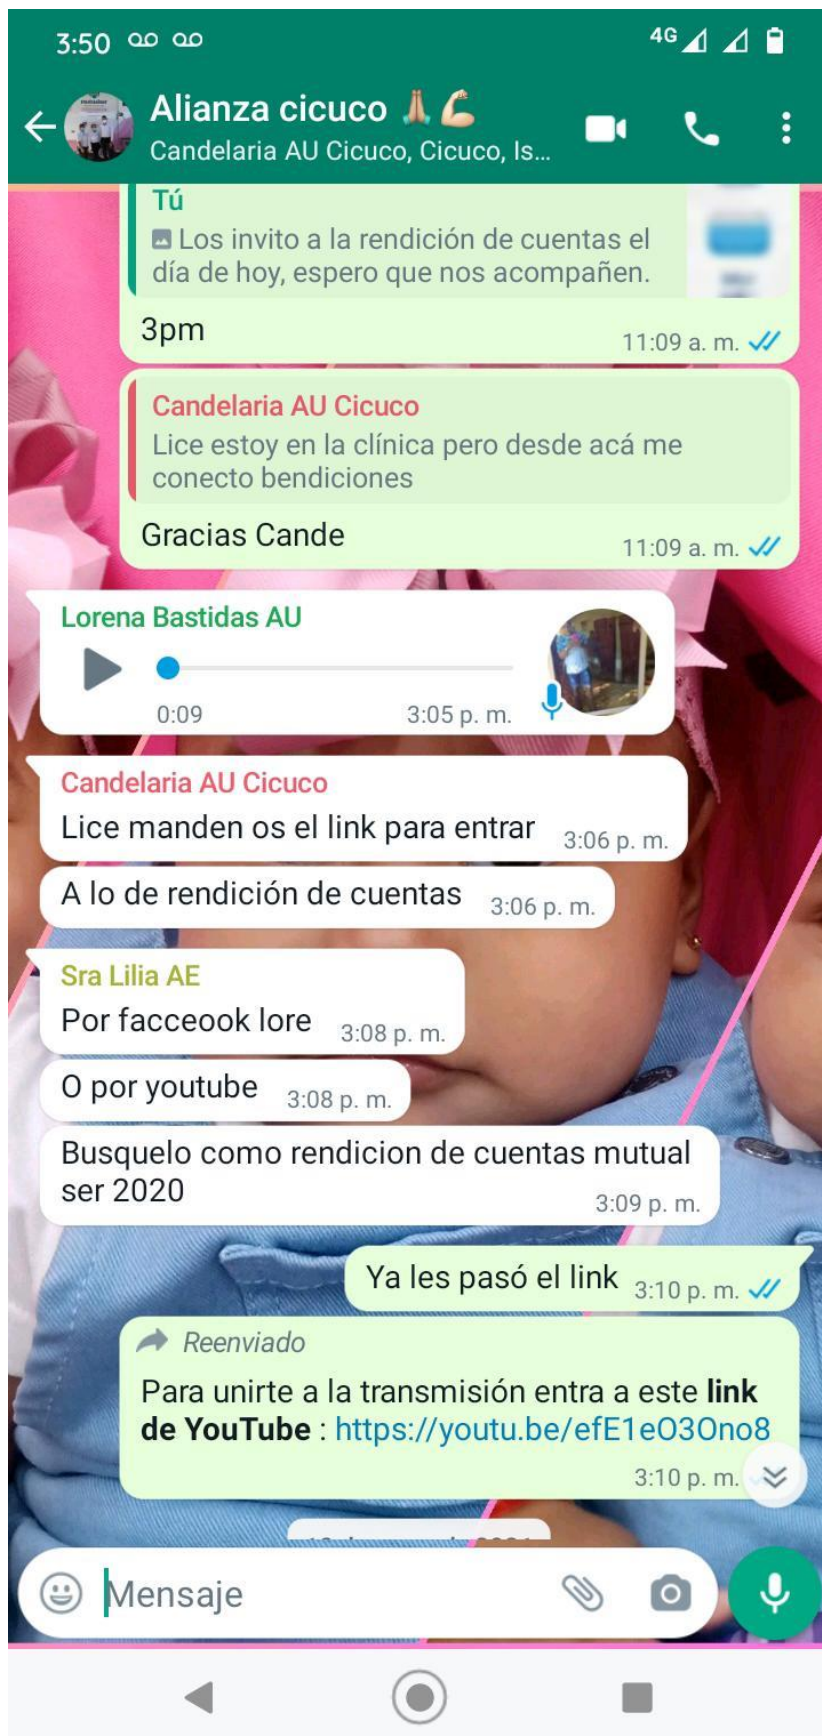 3:50
4G
Alianza cicuco 🙏🏽 💪🏼
Candelaria AU Cicuco, Cicuco, Is...
Tú
Los invito a la rendición de cuentas el
día de hoy, espero que nos acompañen.
3pm
11:09 a. m.
Candelaria AU Cicuco
Lice estoy en la clínica pero desde acá me
conecto bendiciones
Gracias Cande
11:09 a. m.
Lorena Bastidas AU
0:09
3:05 p. m.
Candelaria AU Cicuco
Lice manden os el link para entrar
3:06 p. m.
A lo de rendición de cuentas
3:06 p. m.
Sra Lilia AE
Por facceook lore
3:08 p. m.
O por youtube
3:08 p. m.
Busquelo como rendicion de cuentas mutual
ser 2020
3:09 p. m.
Ya les pasó el link
3:10 p. m.
Reenviado
Para unirte a la transmisión entra a este link
de YouTube : https://youtu.be/efE1eO3Ono8
3:10 p. m.
Mensaje